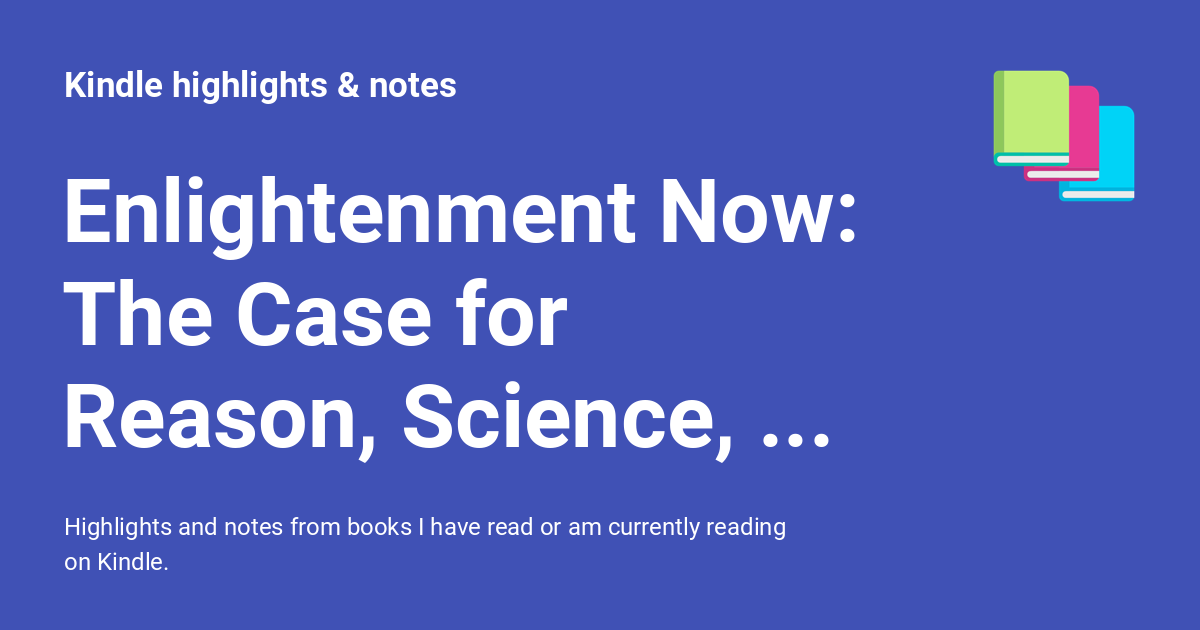 Kindle highlights & notes
Enlightenment Now:
The Case for
Reason, Science, ...
Highlights and notes from books I have read or am currently reading
on Kindle.